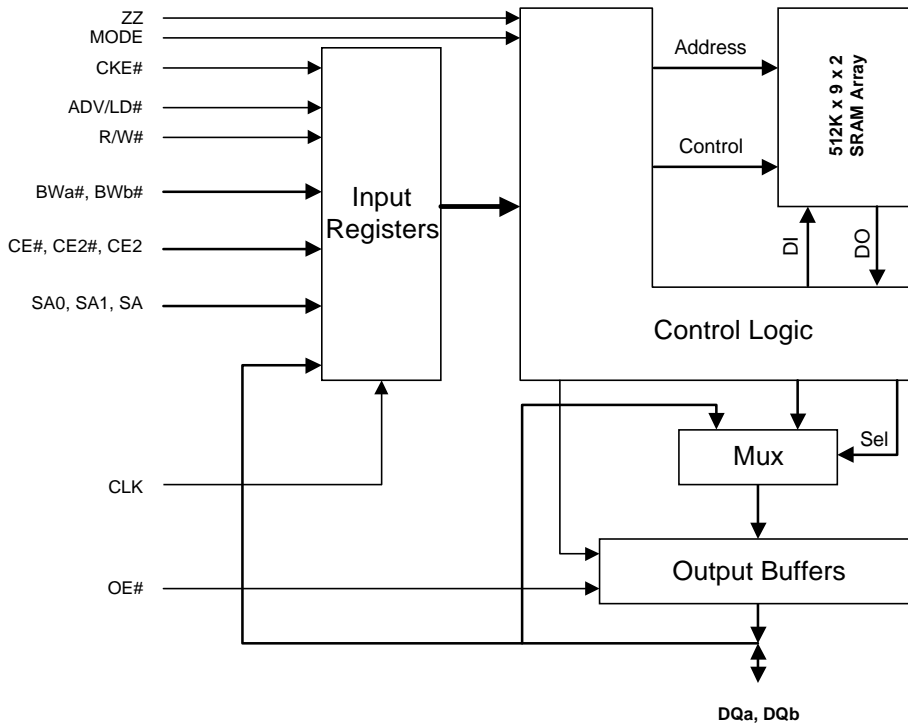 ZZ
MODE
CKE#
ADV/LD#
R/W#
BWa#, BWb#
CE#, CE2#, CE2
SA0, SA1, SA
CLK
OE#
Input
Registers
Address
Control
512K x 9 x 2
SRAM Array
DI
DO
Control Logic
Sel
Mux
Output Buffers
DQa, DQb